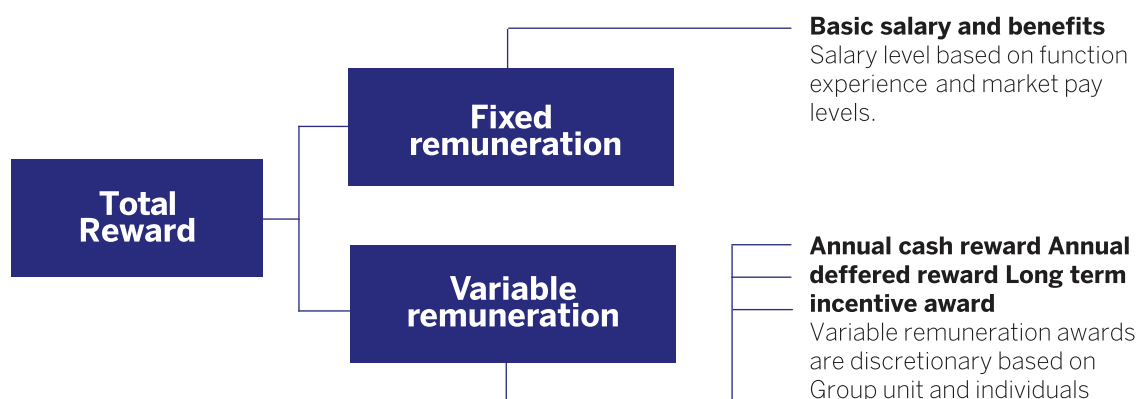 Basic salary and benefits
Salary level based on function
experience and market pay
levels.
Fixed
remuneration
Total
Reward
Variable
remuneration
Annual cash reward Annual
deffered reward Long term
incentive award
Variable remuneration awards
are discretionary based on
Group unit and individuals